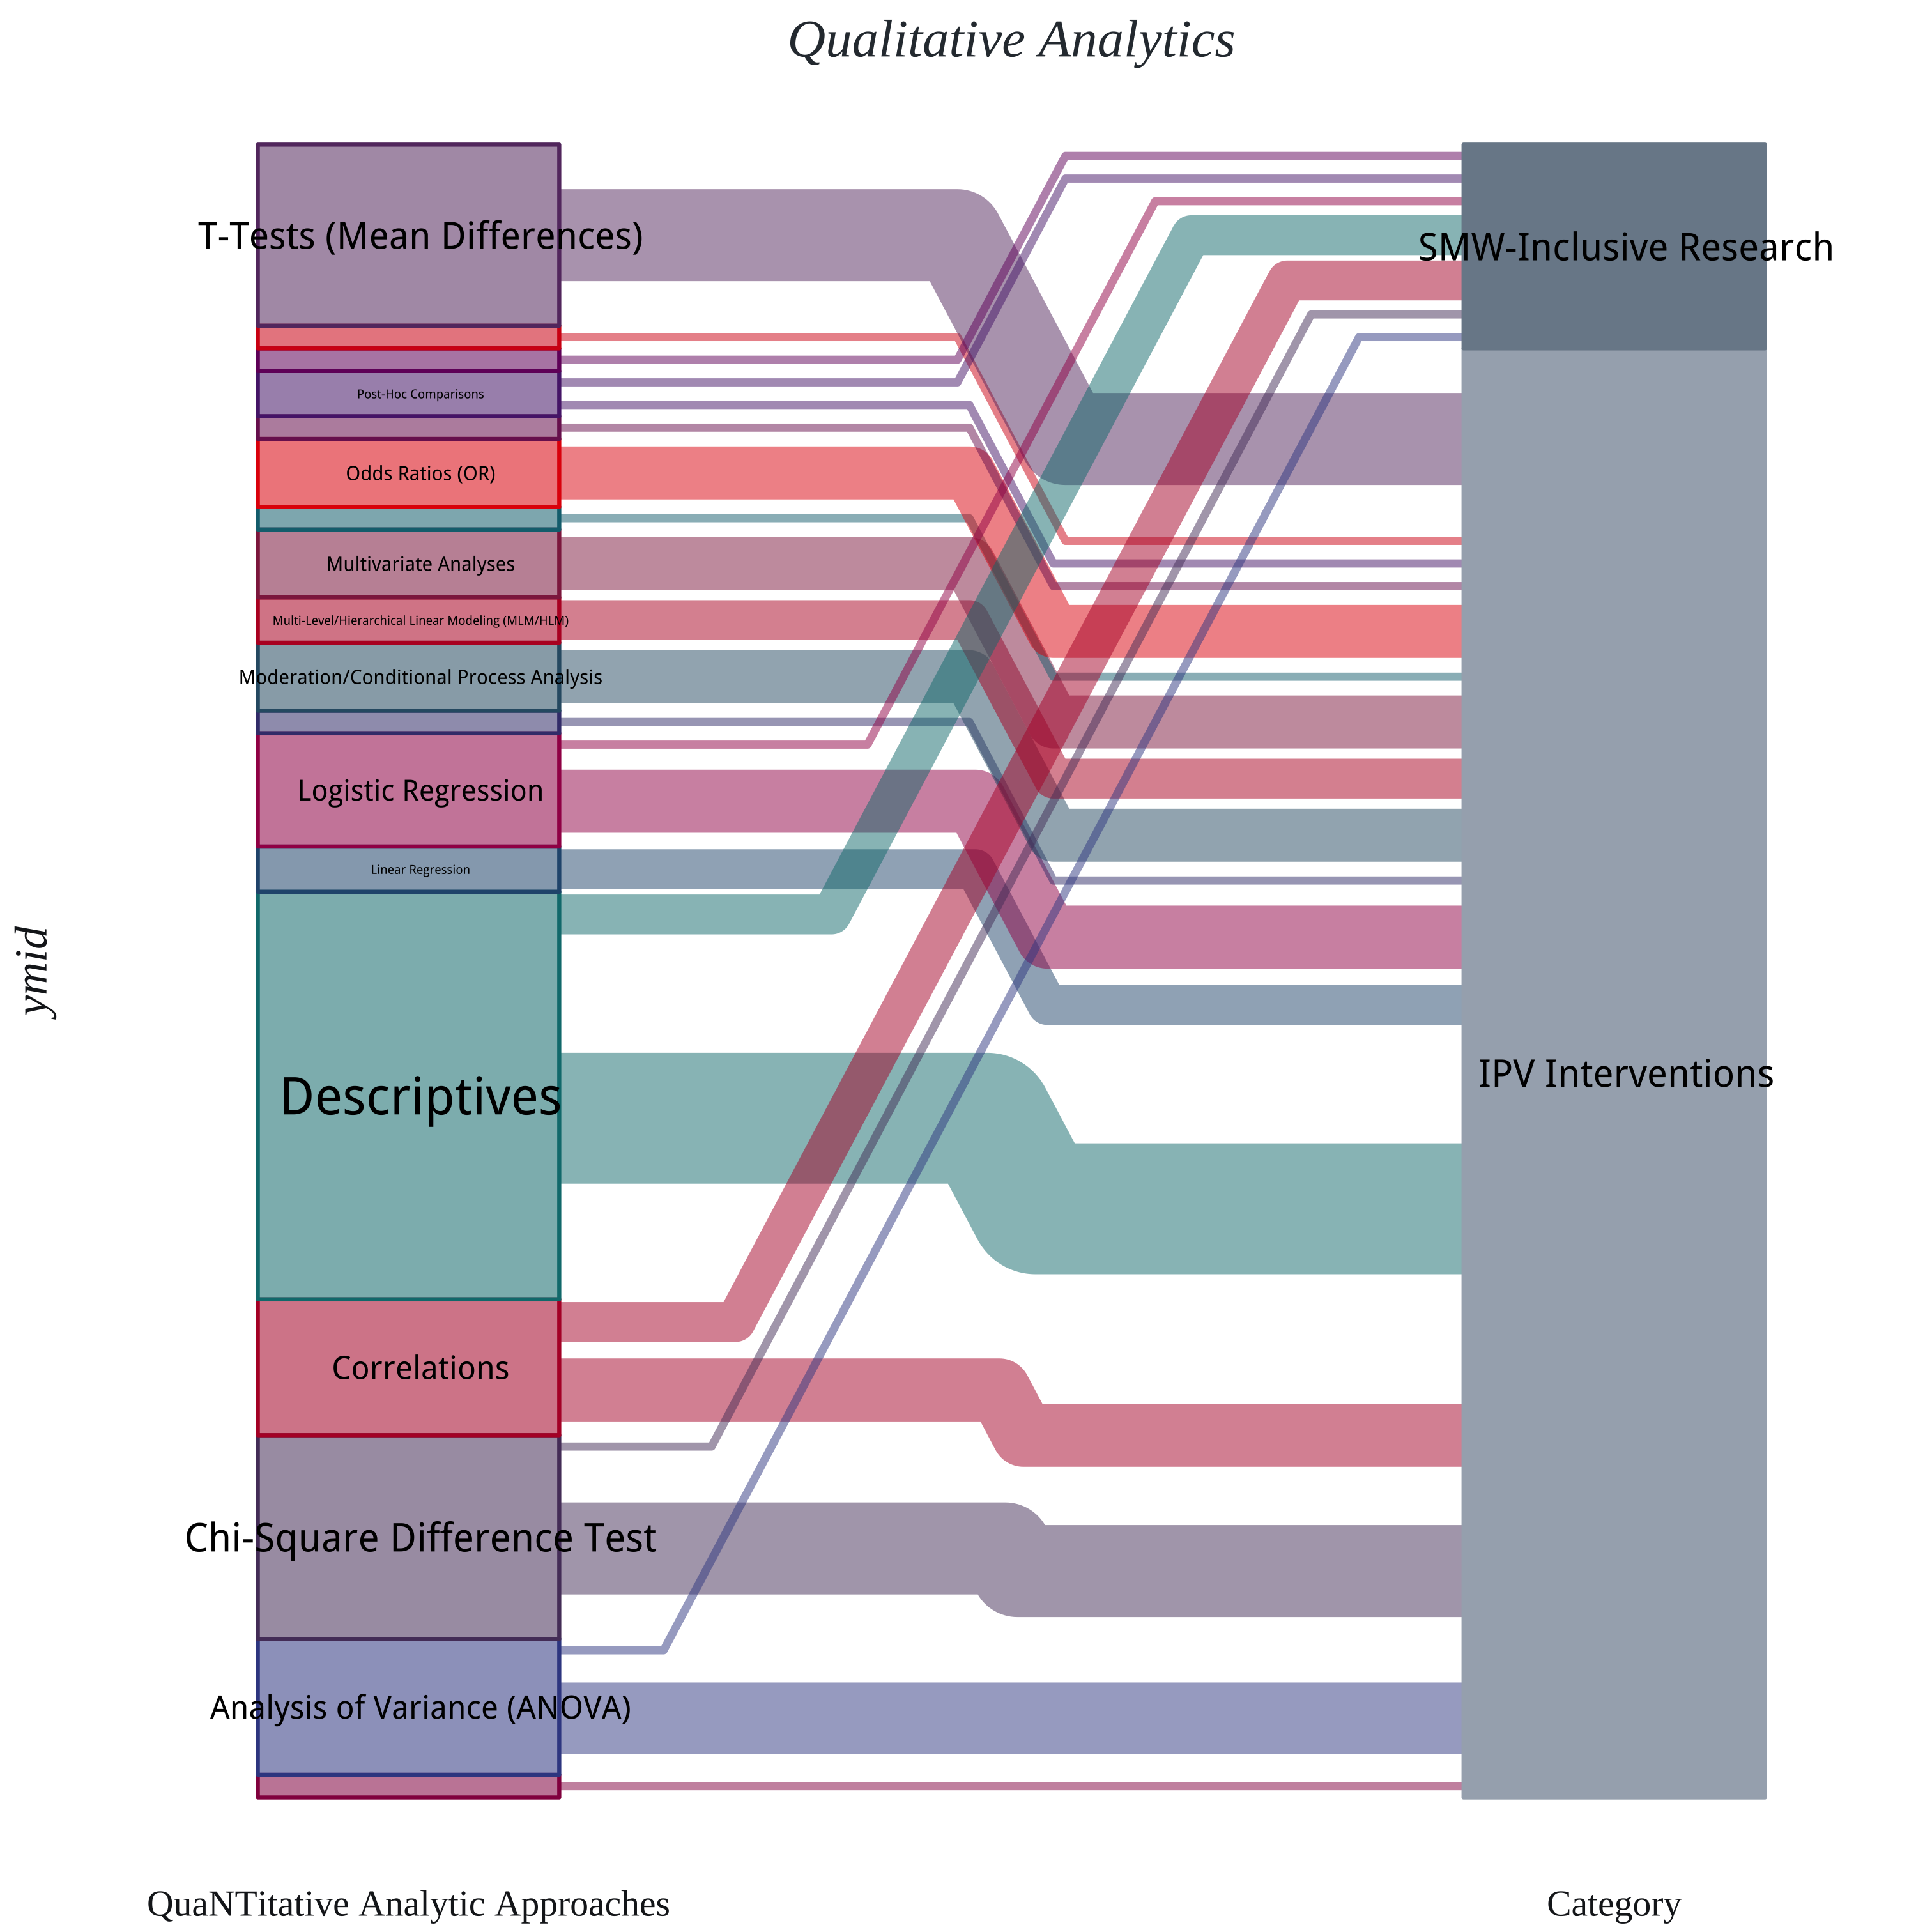 Qualitative Analytics
T-Tests (Mean Differences)
SMW-Inclusive Research
Post-Hoc Comparisons
Odds Ratios (OR)
Multivariate Analyses
Multi-Level/Hierarchical Linear Modeling (MLM/HLM)
Moderation/Conditional Process Analysis
Logistic Regression
Linear Regression
ymid
IPV Interventions
Descriptives
Correlations
Chi-Square Difference Test
Analysis of Variance (ANOVA)
QuaNTitative Analytic Approaches
Category